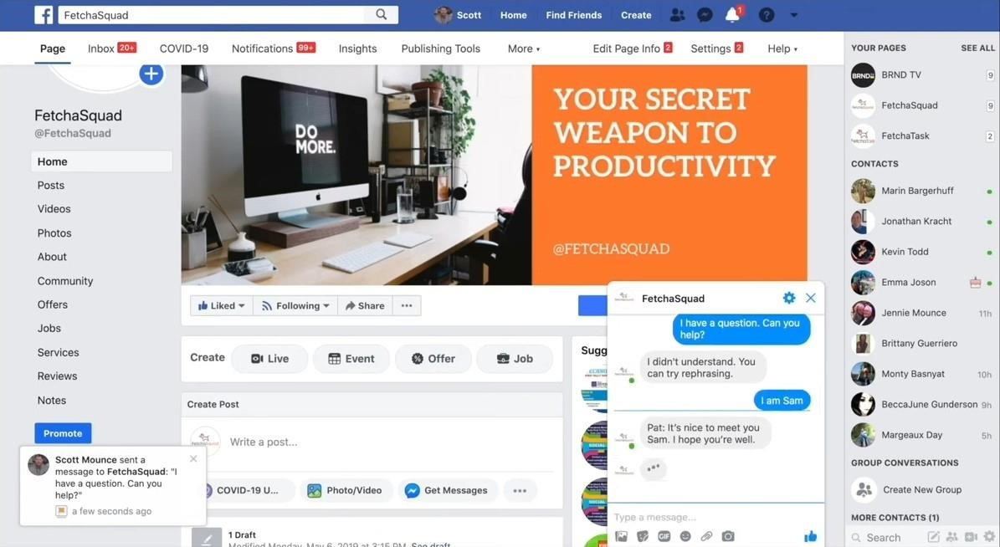 FetchaSquad
Scott
Home
Find Friends
Create
1
Page
Inbox 20+
COVID-19
Notifications 99+
Insights
Publishing Tools
More
Edit Page Info 2
Settings 2
Help
FetchaSquad
@FetchaSquad
Home
Posts
Videos
Photos
About
Community
Offers
Jobs
Services
Reviews
Notes
Promote
DO
MORE.
YOUR SECRET
WEAPON TO
PRODUCTIVITY
@FETCHASQUAD
Liked
Following
Share
Create
Live
Event
Offer
Job
Create Post
Write a post...
COVID-19 U...
Photo/Video
Get Messages
1 Draft
Modified Monday, May 6, 2019 at 3:15 PM. See draft
Scott Mounce sent a
message to FetchaSquad: "I
have a question. Can you
help?"
a few seconds ago
Sugg
FetchaSquad
I have a question. Can you
help?
I didn't understand. You
can try rephrasing.
I am Sam
Pat: It's nice to meet you
Sam. I hope you're well.
Type a message...
GIF
YOUR PAGES
SEE ALL
BRND TV 9
FetchaSquad 9
FetchaTask 2
CONTACTS
Marin Bargerhuff
Jonathan Kracht
Kevin Todd
Emma Joson
Jennie Mounce 11h
Brittany Guerriero
Monty Basnyat 10h
BeccaJune Gunderson 9h
Margeaux Day 5h
GROUP CONVERSATIONS
Create New Group
MORE CONTACTS (1)
Search